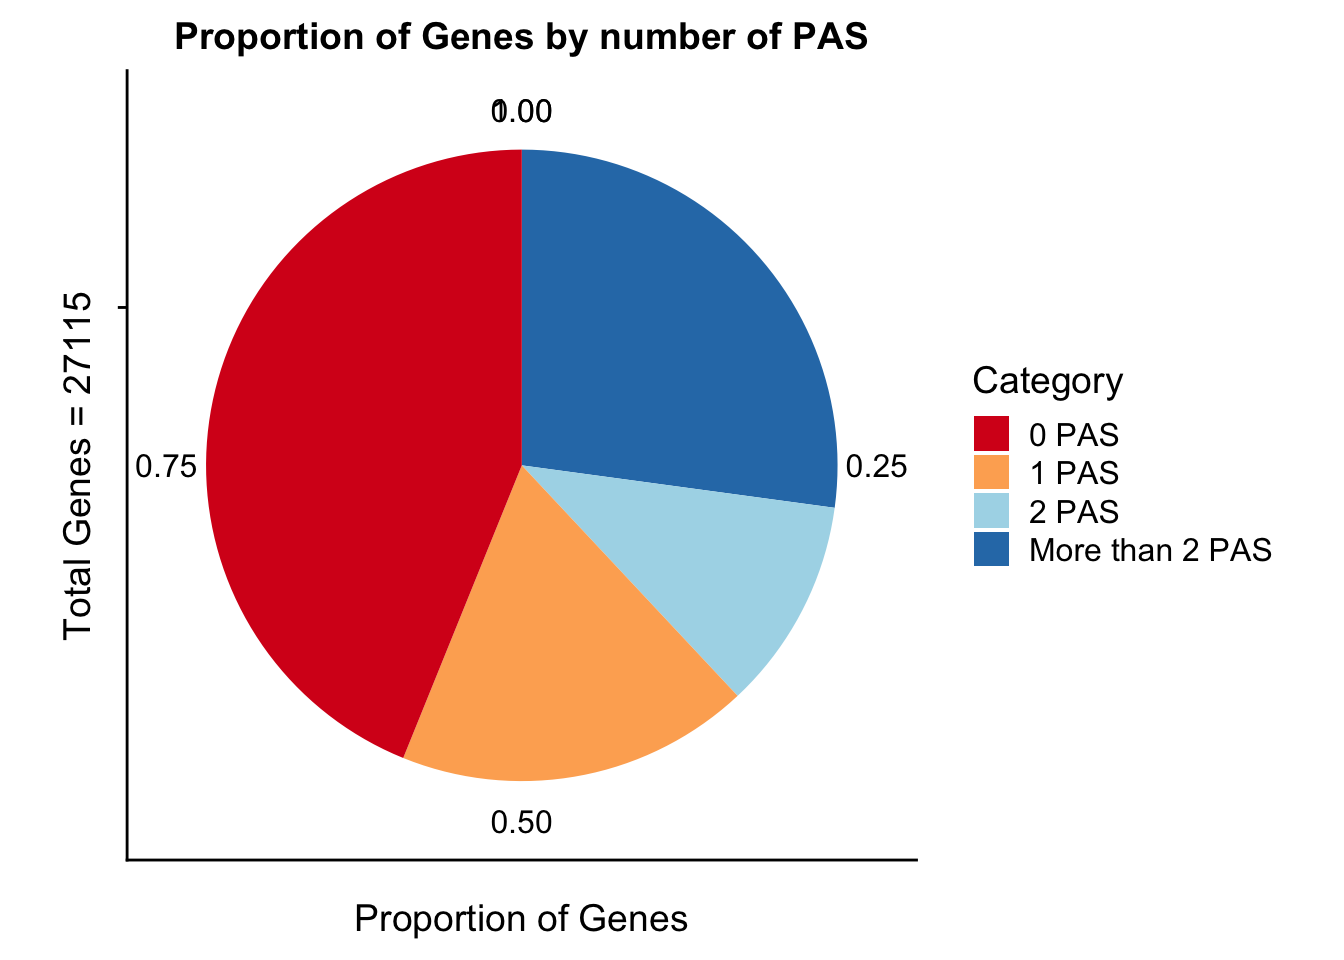 Proportion of Genes by number of PAS
0.00
1.00
Total Genes = 27115
0.75
0.25
0.50
Proportion of Genes
Category
0 PAS
1 PAS
2 PAS
More than 2 PAS